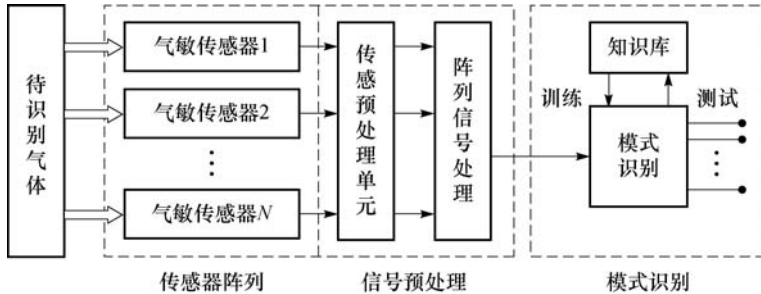 待识别气体
气敏传感器1
气敏传感器2
气敏传感器N
传感预处理单元
阵列信号处理
知识库
训练
测试
模式
识别
传感器阵列
信号预处理
模式识别